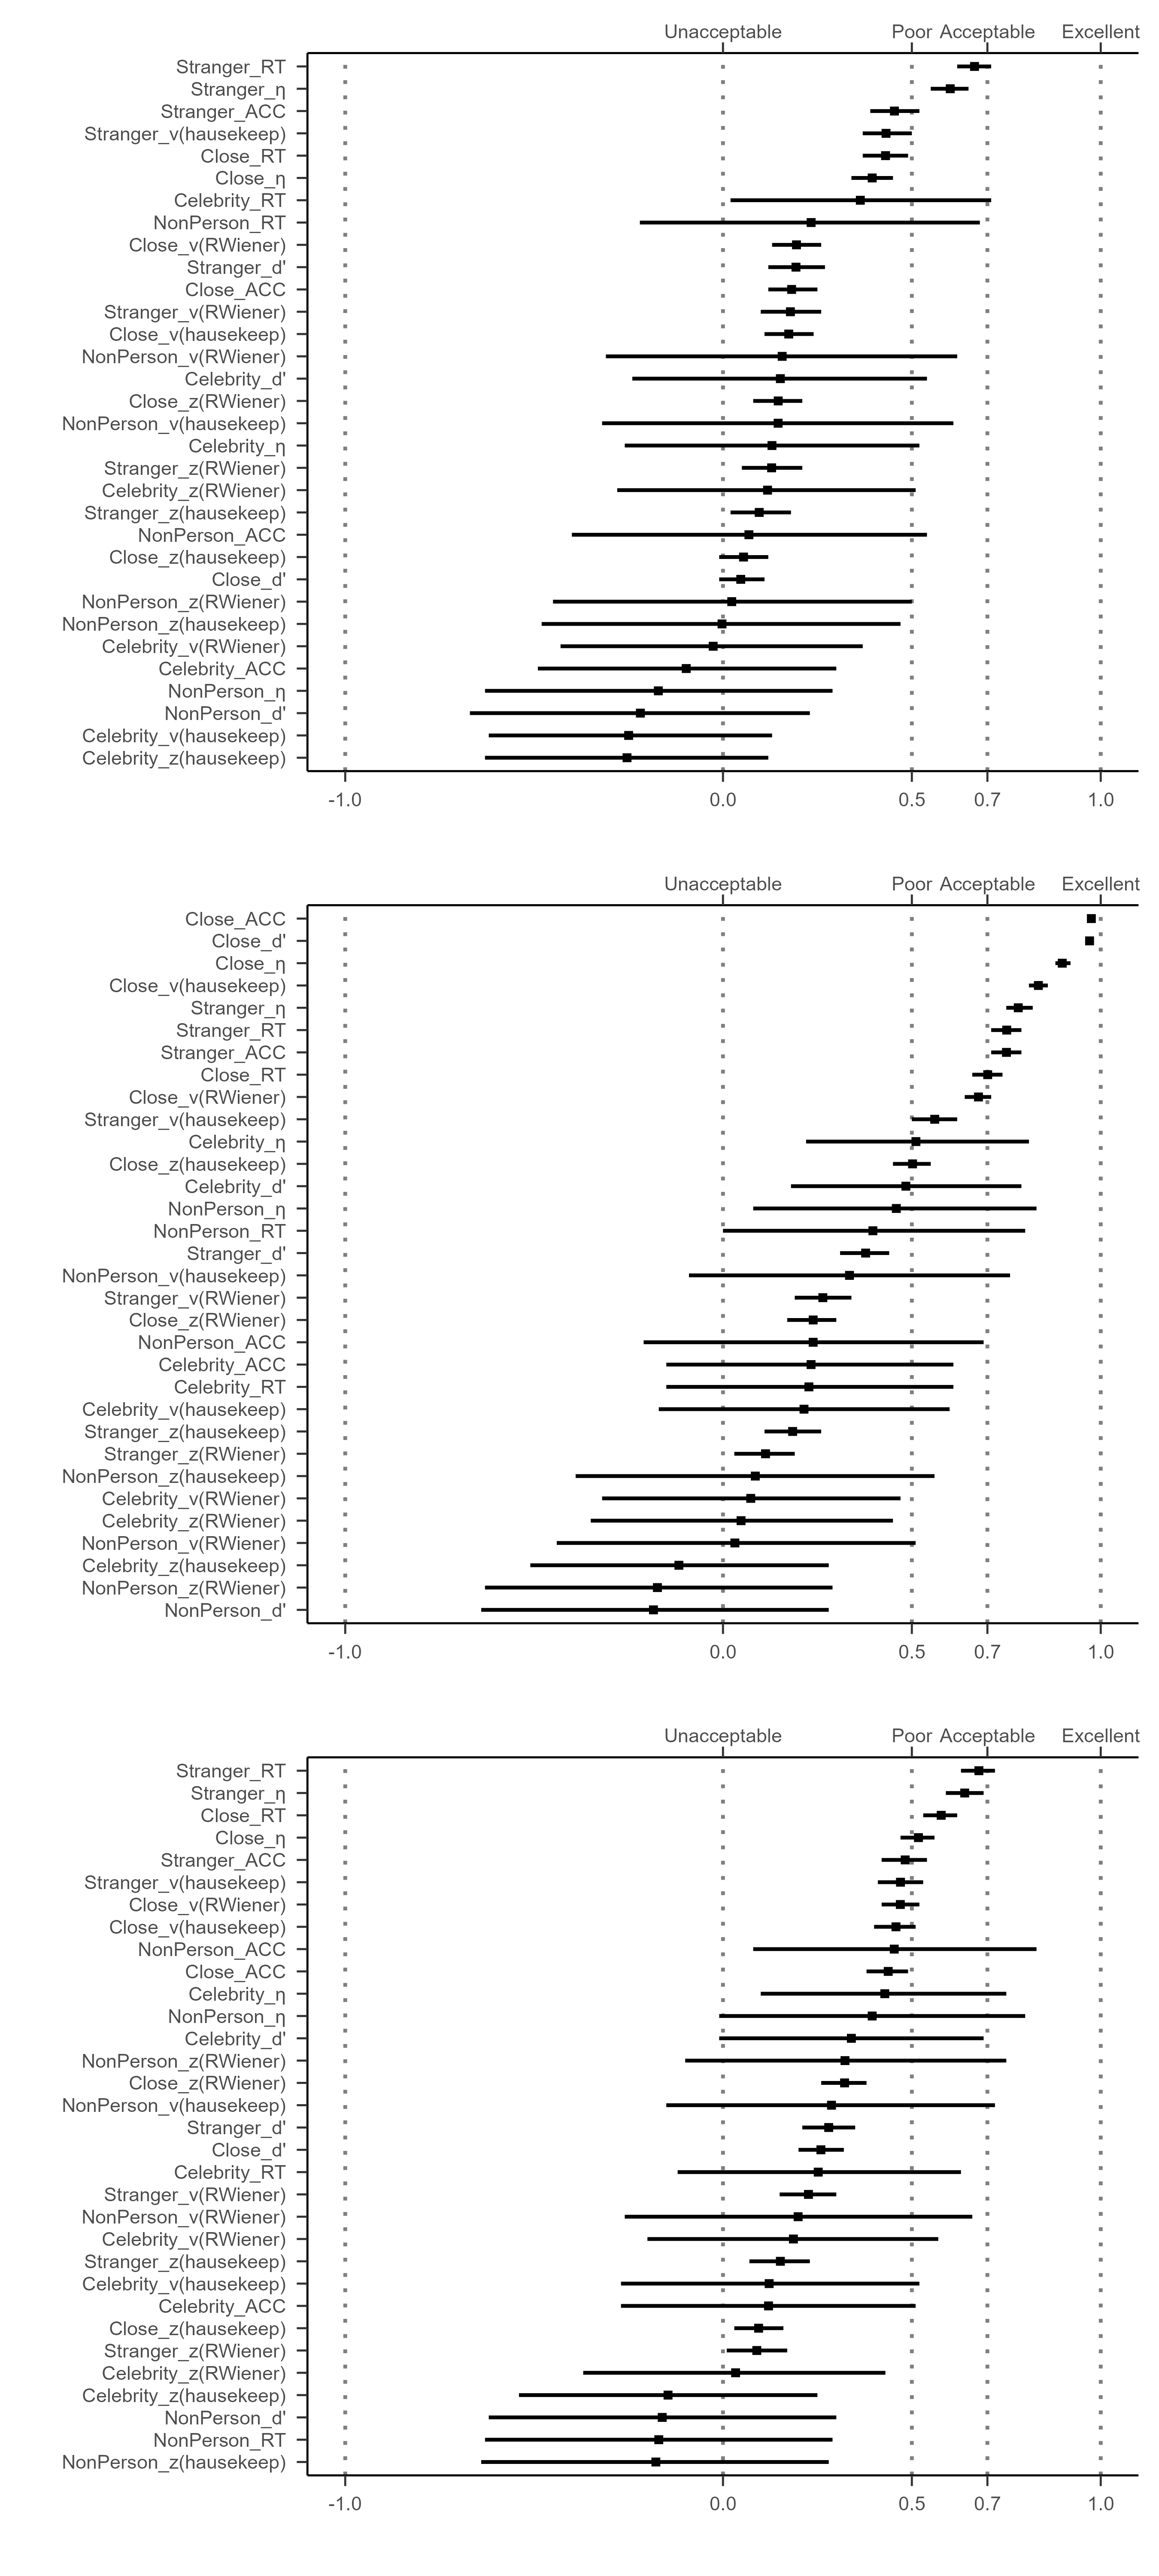 Unacceptable Poor Acceptable Excellent
Stranger_RT
Stranger_η
Stranger_ACC
Stranger_v(hausekeep)
Close_RT
Close_η
Celebrity_RT
NonPerson_RT
Close_v(RWiener)
Stranger_d'
Close_ACC
Stranger_v(RWiener)
Close_v(hausekeep)
NonPerson_v(RWiener)
Celebrity_d'
Close_z(RWiener)
NonPerson_v(hausekeep)
Celebrity_η
Stranger_z(RWiener)
Celebrity_z(RWiener)
Stranger_z(hausekeep)
NonPerson_ACC
Close_z(hausekeep)
Close_d'
NonPerson_z(RWiener)
NonPerson_z(hausekeep)
Celebrity_v(RWiener)
Celebrity_ACC
NonPerson_η
NonPerson_d'
Celebrity_v(hausekeep)
Celebrity_z(hausekeep)
-1.0 0.0 0.5 0.7 1.0
Unacceptable Poor Acceptable Excellent
Close_ACC
Close_d'
Close_η
Close_v(hausekeep)
Stranger_η
Stranger_RT
Stranger_ACC
Close_RT
Close_v(RWiener)
Stranger_v(hausekeep)
Celebrity_η
Close_z(hausekeep)
Celebrity_d'
NonPerson_η
NonPerson_RT
Stranger_d'
NonPerson_v(hausekeep)
Stranger_v(RWiener)
Close_z(RWiener)
NonPerson_ACC
Celebrity_ACC
Celebrity_RT
Celebrity_v(hausekeep)
Stranger_z(hausekeep)
Stranger_z(RWiener)
NonPerson_z(hausekeep)
Celebrity_v(RWiener)
Celebrity_z(RWiener)
NonPerson_v(RWiener)
Celebrity_z(hausekeep)
NonPerson_z(RWiener)
NonPerson_d'
-1.0 0.0 0.5 0.7 1.0
Unacceptable Poor Acceptable Excellent
Stranger_RT
Stranger_η
Close_RT
Close_η
Stranger_ACC
Stranger_v(hausekeep)
Close_v(RWiener)
Close_v(hausekeep)
NonPerson_ACC
Close_ACC
Celebrity_η
NonPerson_η
Celebrity_d'
NonPerson_z(RWiener)
Close_z(RWiener)
NonPerson_v(hausekeep)
Stranger_d'
Close_d'
Celebrity_RT
Stranger_v(RWiener)
NonPerson_v(RWiener)
Celebrity_v(RWiener)
Stranger_z(hausekeep)
Celebrity_v(hausekeep)
Celebrity_ACC
Close_z(hausekeep)
Stranger_z(RWiener)
Celebrity_z(RWiener)
Celebrity_z(hausekeep)
NonPerson_d'
NonPerson_RT
NonPerson_z(hausekeep)
-1.0 0.0 0.5 0.7 1.0